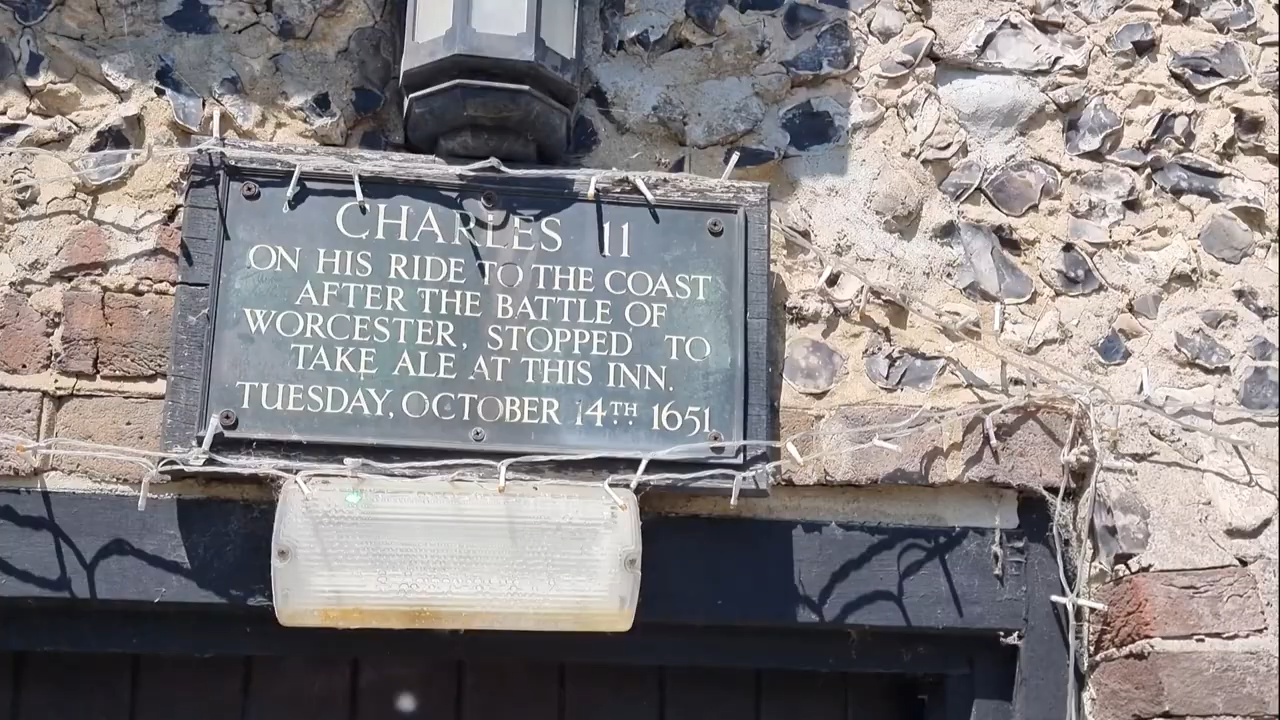 CHARLES 11
ON HIS RIDE TO THE COAST
AFTER THE BATTLE OF
WORCESTER, STOPPED TO
TAKE ALE AT THIS INN.
TUESDAY, OCTOBER 14TH 1651